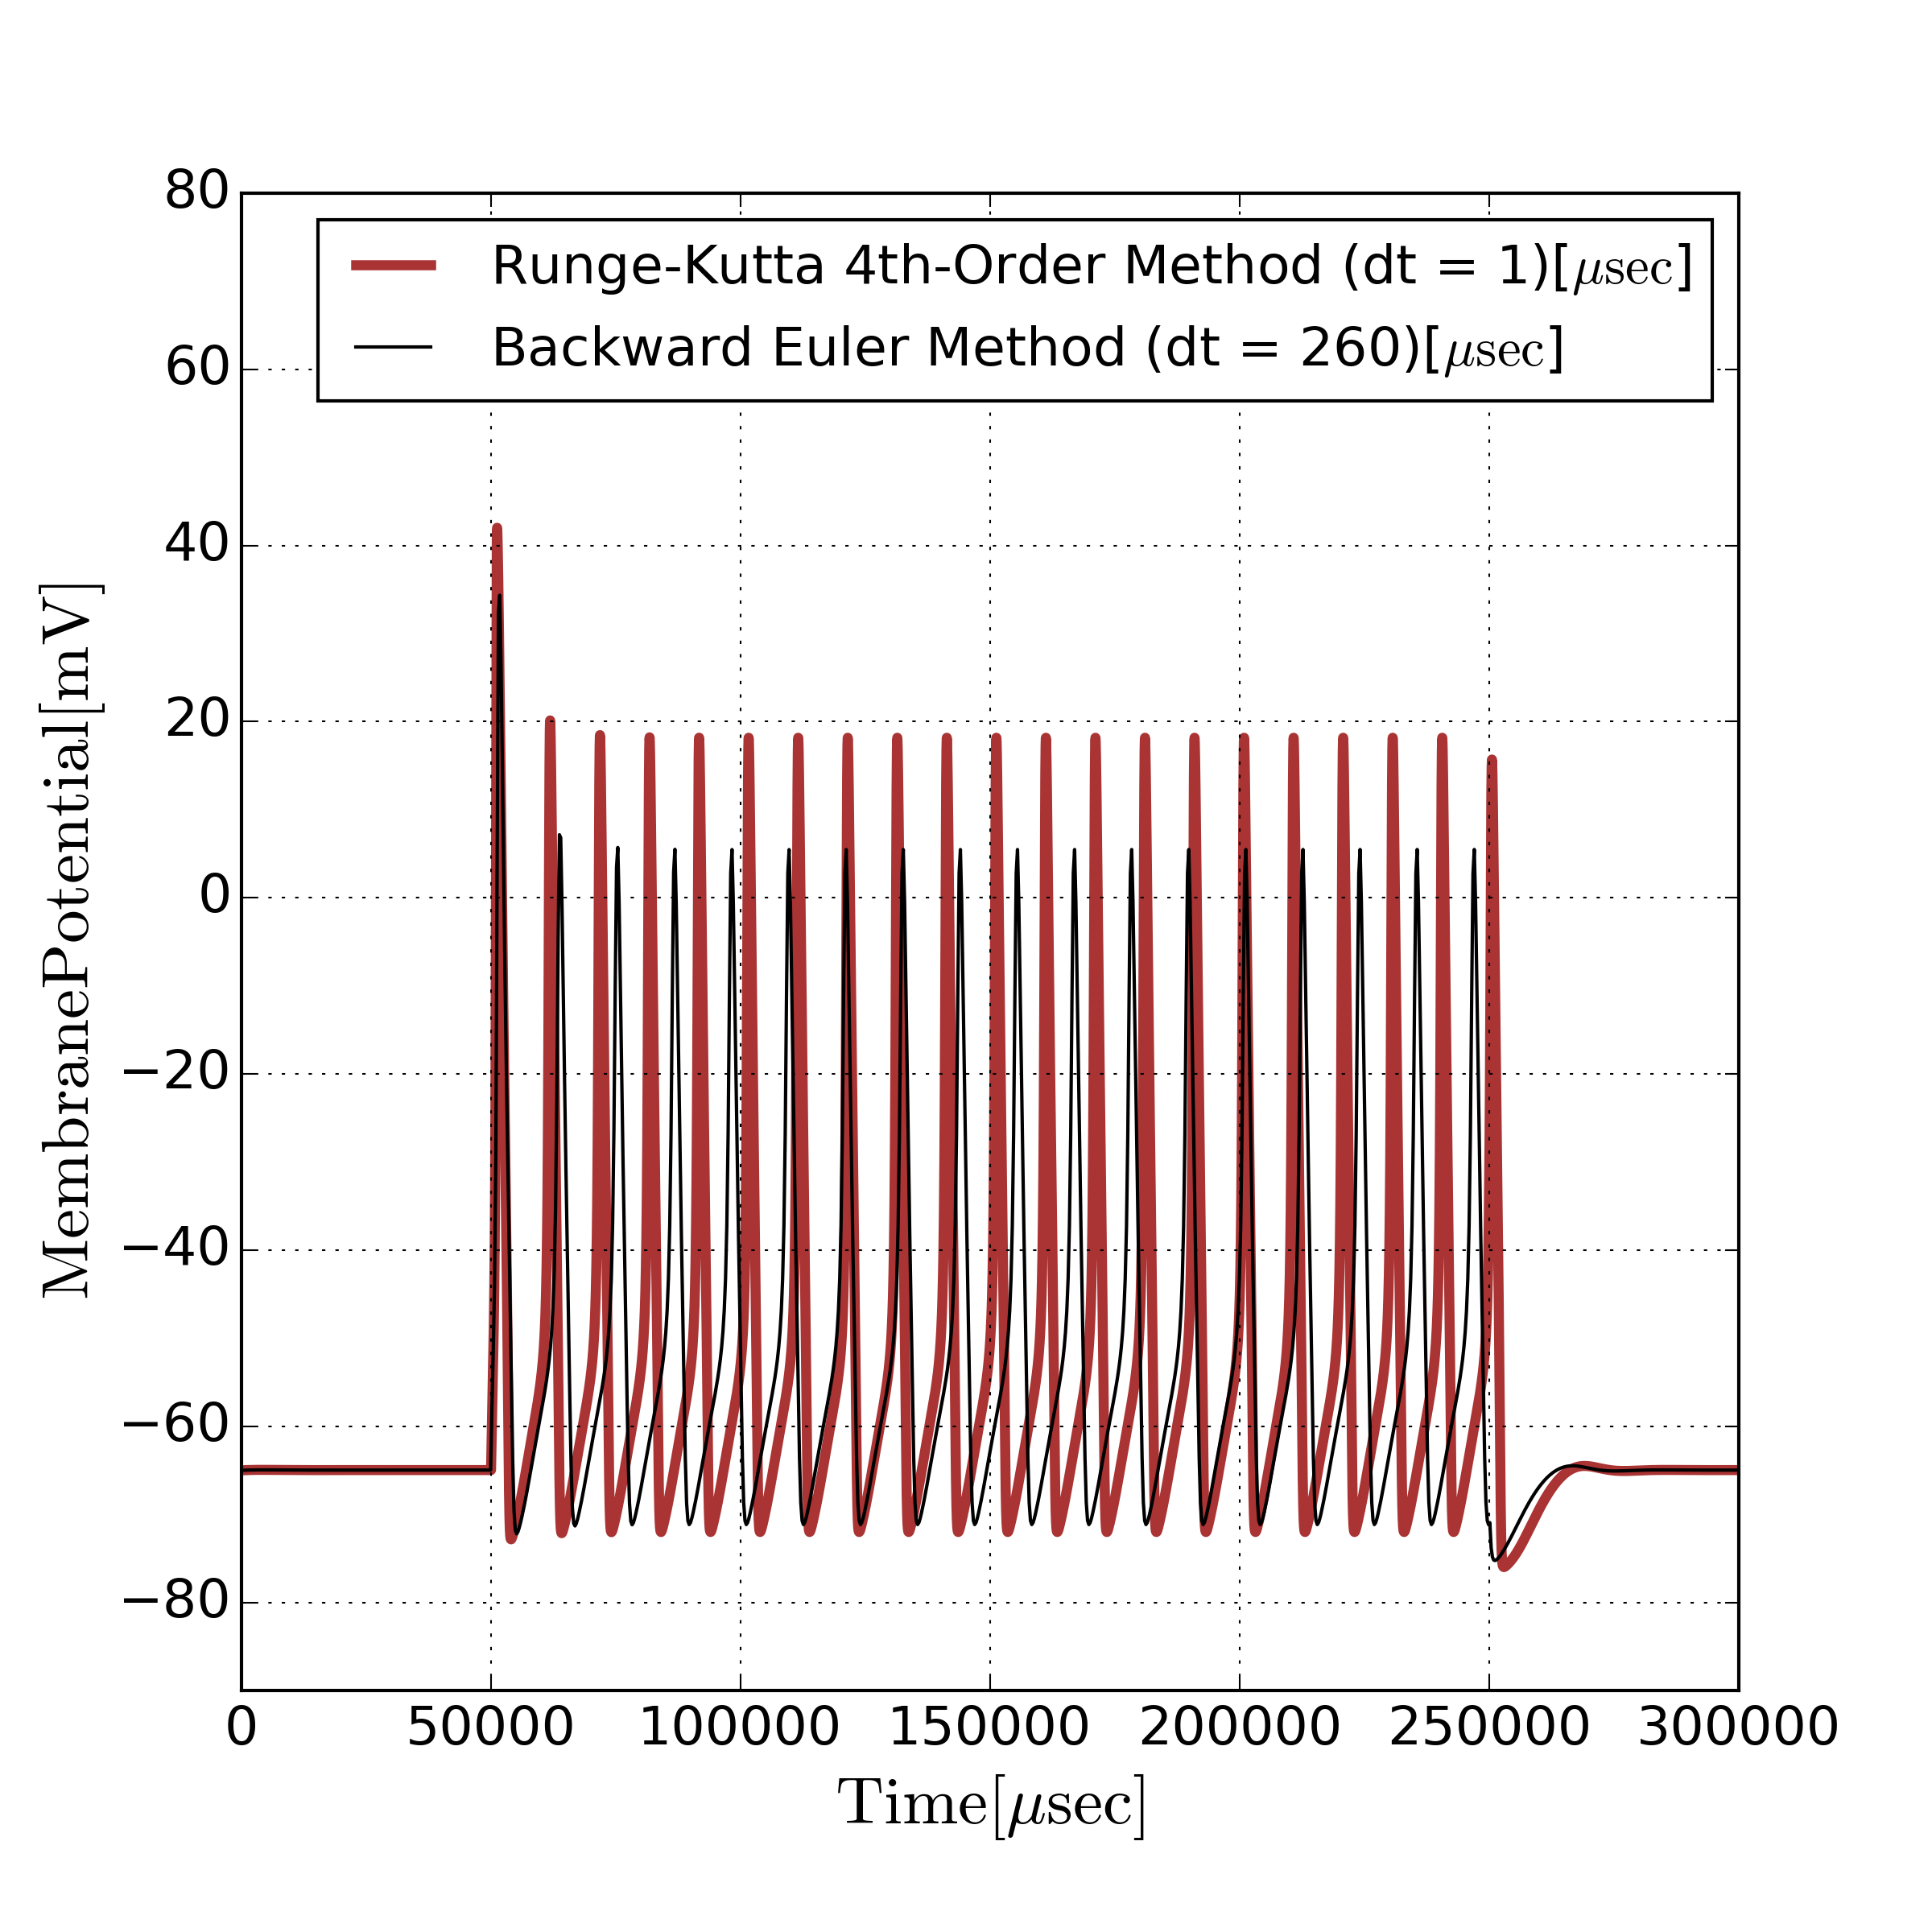 80
60
40
20
0
−20
−40
−60
−80
MembranePotential[mV]
Runge-Kutta 4th-Order Method (dt = 1)[μsec]
Backward Euler Method (dt = 260)[μsec]
0 50000 100000 150000 200000 250000 300000
Time[μsec]